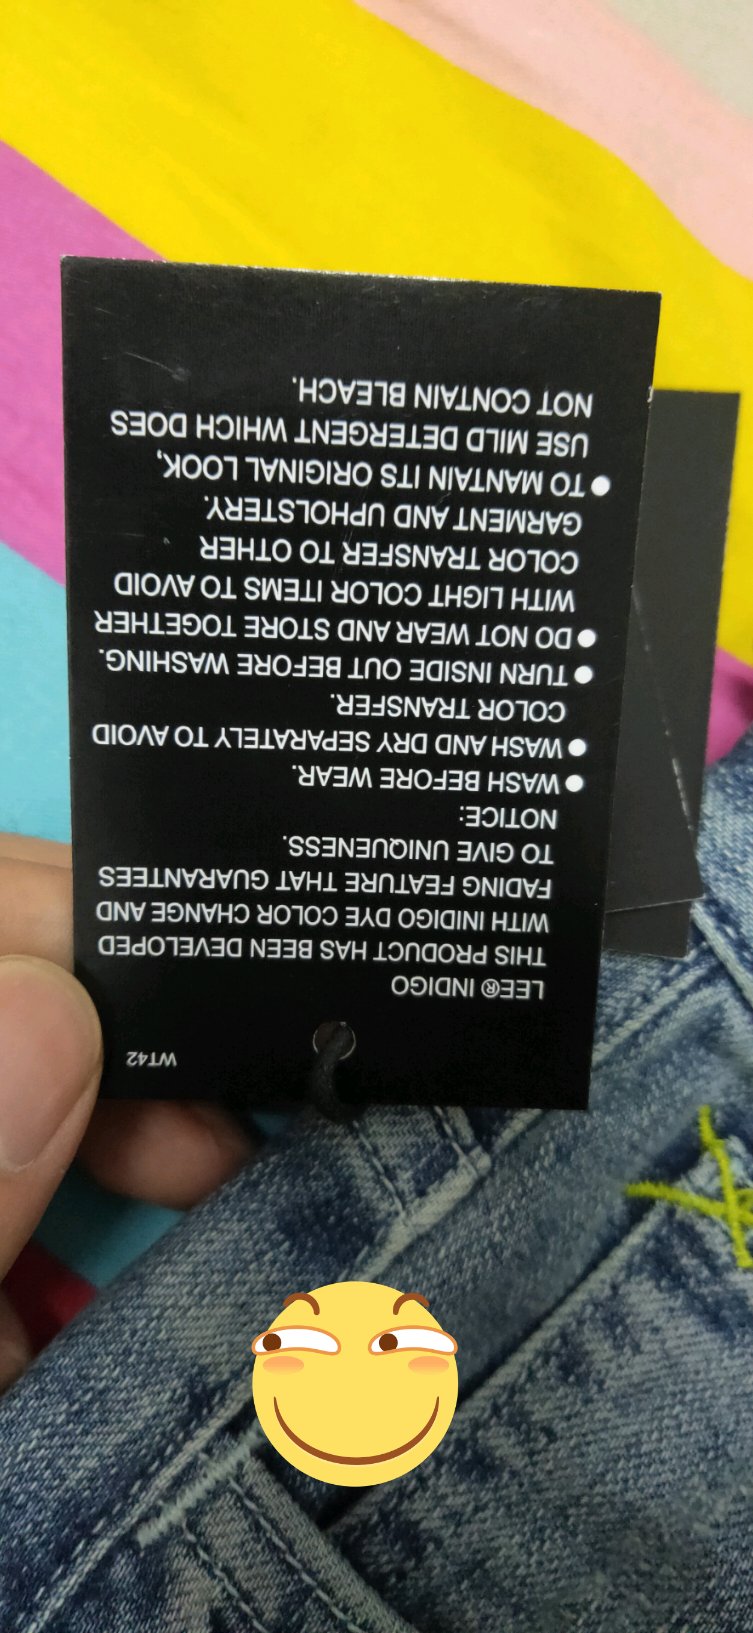 WT42
LEE® INDIGO
THIS PRODUCT HAS BEEN DEVELOPED
WITH INIDIGO DYE COLOR CHANGE AND
FADING FEATURE THAT GUARANTEES
TO GIVE UNIQUENESS.
NOTICE:
● WASH BEFORE WEAR.
● WASH AND DRY SEPARATELY TO AVOID
COLOR TRANSFER.
● TURN INSIDE OUT BEFORE WASHING.
● DO NOT WEAR AND STORE TOGETHER
WITH LIGHT COLOR ITEMS TO AVOID
COLOR TRANSFER TO OTHER
GARMENT AND UPHOLSTERY.
● TO MANTAIN ITS ORIGINAL LOOK,
USE MILD DETERGENT WHICH DOES
NOT CONTAIN BLEACH.